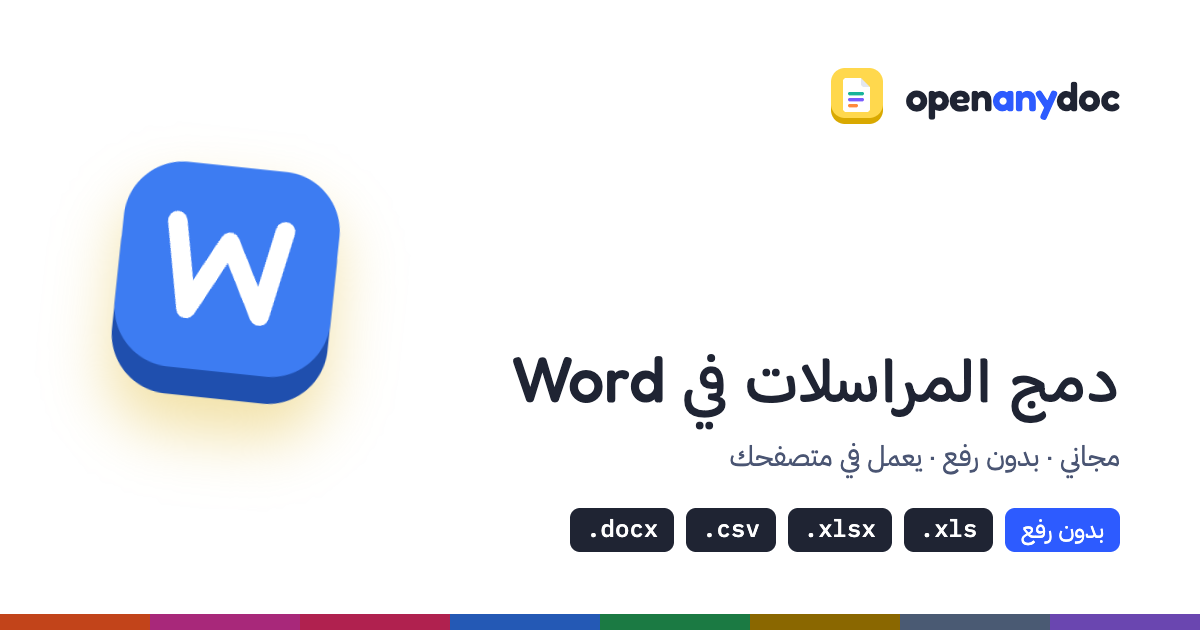 openanydoc
W
دمج المراسلات في Word
مجاني · بدون رفع · يعمل في متصفحك
بدون رفع .xls .xlsx .csv .docx